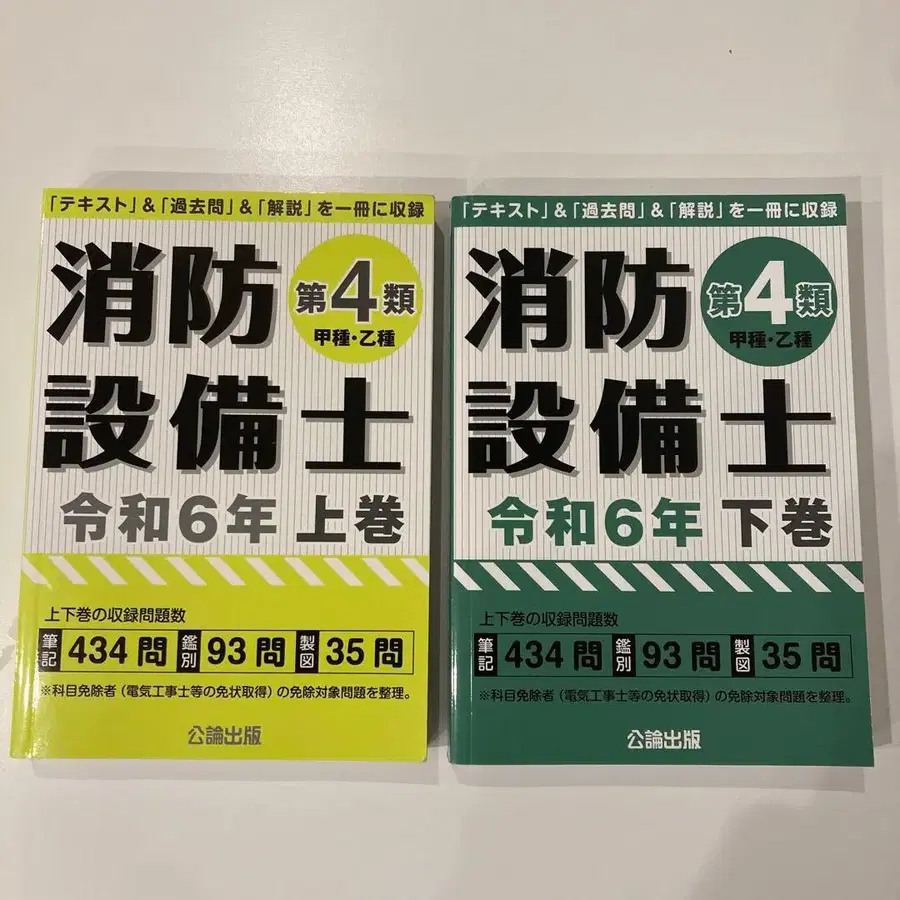 「テキスト」&「過去問」&「解説」を一冊に収録
消防
第4類
甲種・乙種
設備士
令和6年 上巻
上下巻の収録問題数
筆記 434問 鑑別 93問 製図 35問
※科目免除者（電気工事士等の免状取得）の免除対象問題を整理。
公論出版
「テキスト」&「過去問」&「解説」を一冊に収録
消防
第4類
甲種・乙種
設備士
令和6年 下巻
上下巻の収録問題数
筆記 434問 鑑別 93問 製図 35問
※科目免除者（電気工事士等の免状取得）の免除対象問題を整理。
公論出版